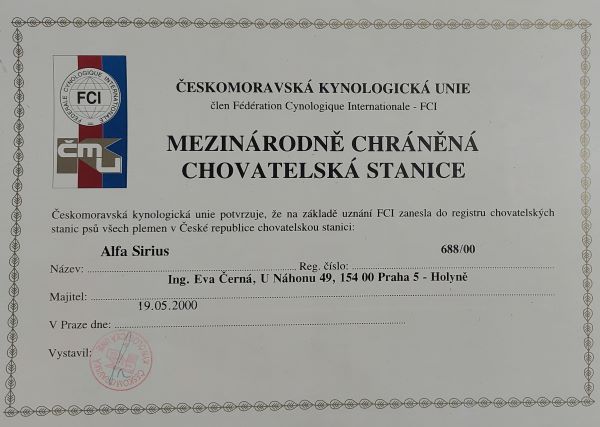 FÉDÉRALE CYNOLOGIQUE INTERNATIONALE
FCI
ČMKU
ČESKOMORAVSKÁ KYNOLOGICKÁ UNIE
člen Fédération Cynologique Internationale - FCI
MEZINÁRODNĚ CHRÁNĚNÁ
CHOVATELSKÁ STANICE
Českomoravská kynologická unie potvrzuje, že na základě uznání FCI zanesla do registru chovatelských
stanic psů všech plemen v České republice chovatelskou stanici:
Alfa Sirius 688/00
Název: Reg. číslo:
Ing. Eva Černá, U Náhonu 49, 154 00 Praha 5 - Holyně
Majitel:
19.05.2000
V Praze dne:
Vystavil: